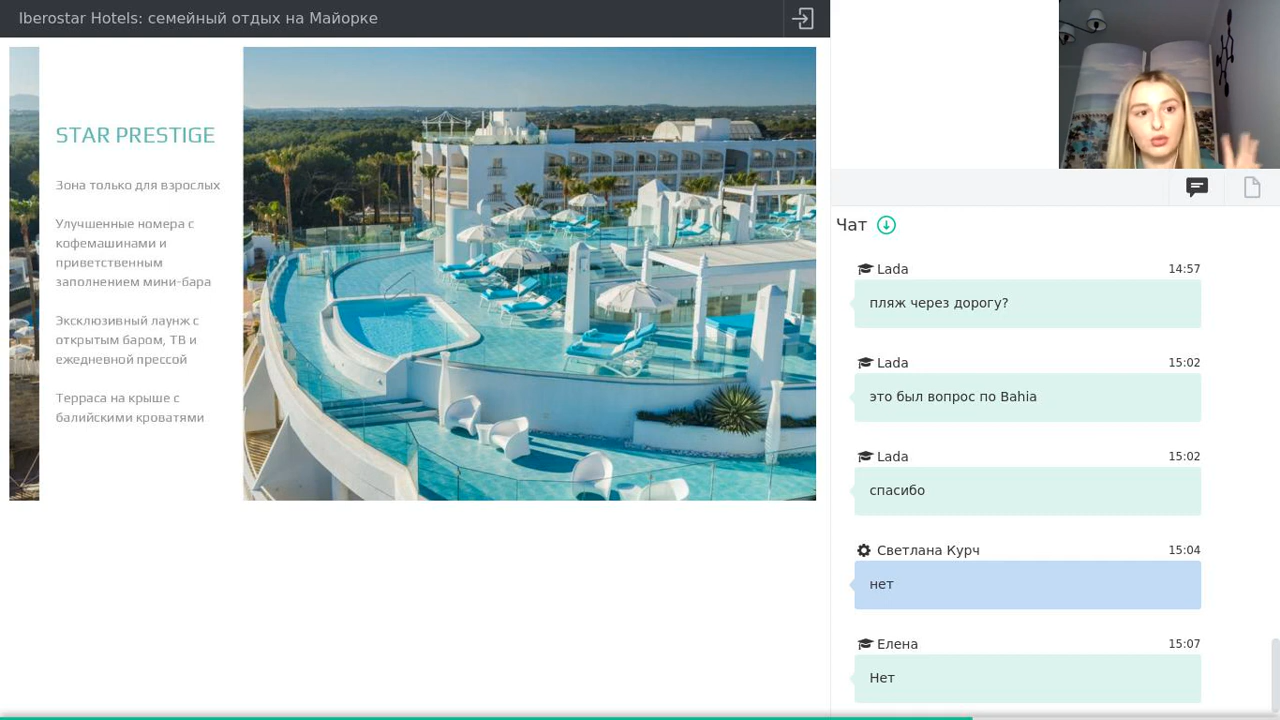 Iberostar Hotels: семейный отдых на Майорке
STAR PRESTIGE
Зона только для взрослых
Улучшенные номера с
кофемашинами и
приветственным
заполнением мини-бара
Эксклюзивный лаунж с
открытым баром, ТВ и
ежедневной прессой
Терраса на крыше с
балийскими кроватями
Чат
Lada 14:57
пляж через дорогу?
Lada 15:02
это был вопрос по Bahia
Lada 15:02
спасибо
Светлана Курч 15:04
нет
Елена 15:07
Нет